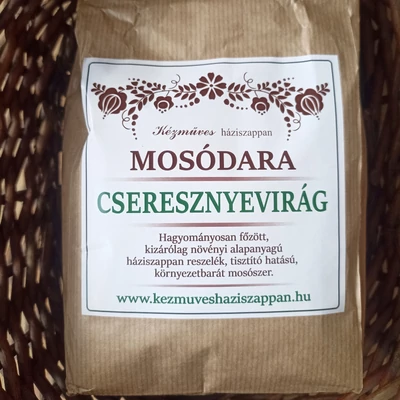 Kézműves háziszappan
MOSÓDARA
CSERESZNYEVIRÁG
Hagyományosan főzött,
kizárólag növényi alapanyagú
háziszappan reszelék, tisztító hatású,
környezetbarát mosószer.
www.kezmuveshaziszappan.hu